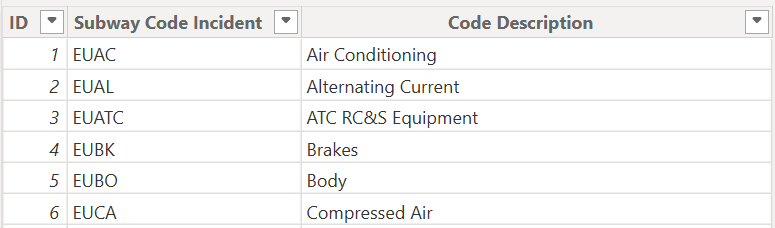 ID Subway Code Incident Code Description
1 EUAC Air Conditioning
2 EUAL Alternating Current
3 EUATC ATC RC&S Equipment
4 EUBK Brakes
5 EUBO Body
6 EUCA Compressed Air